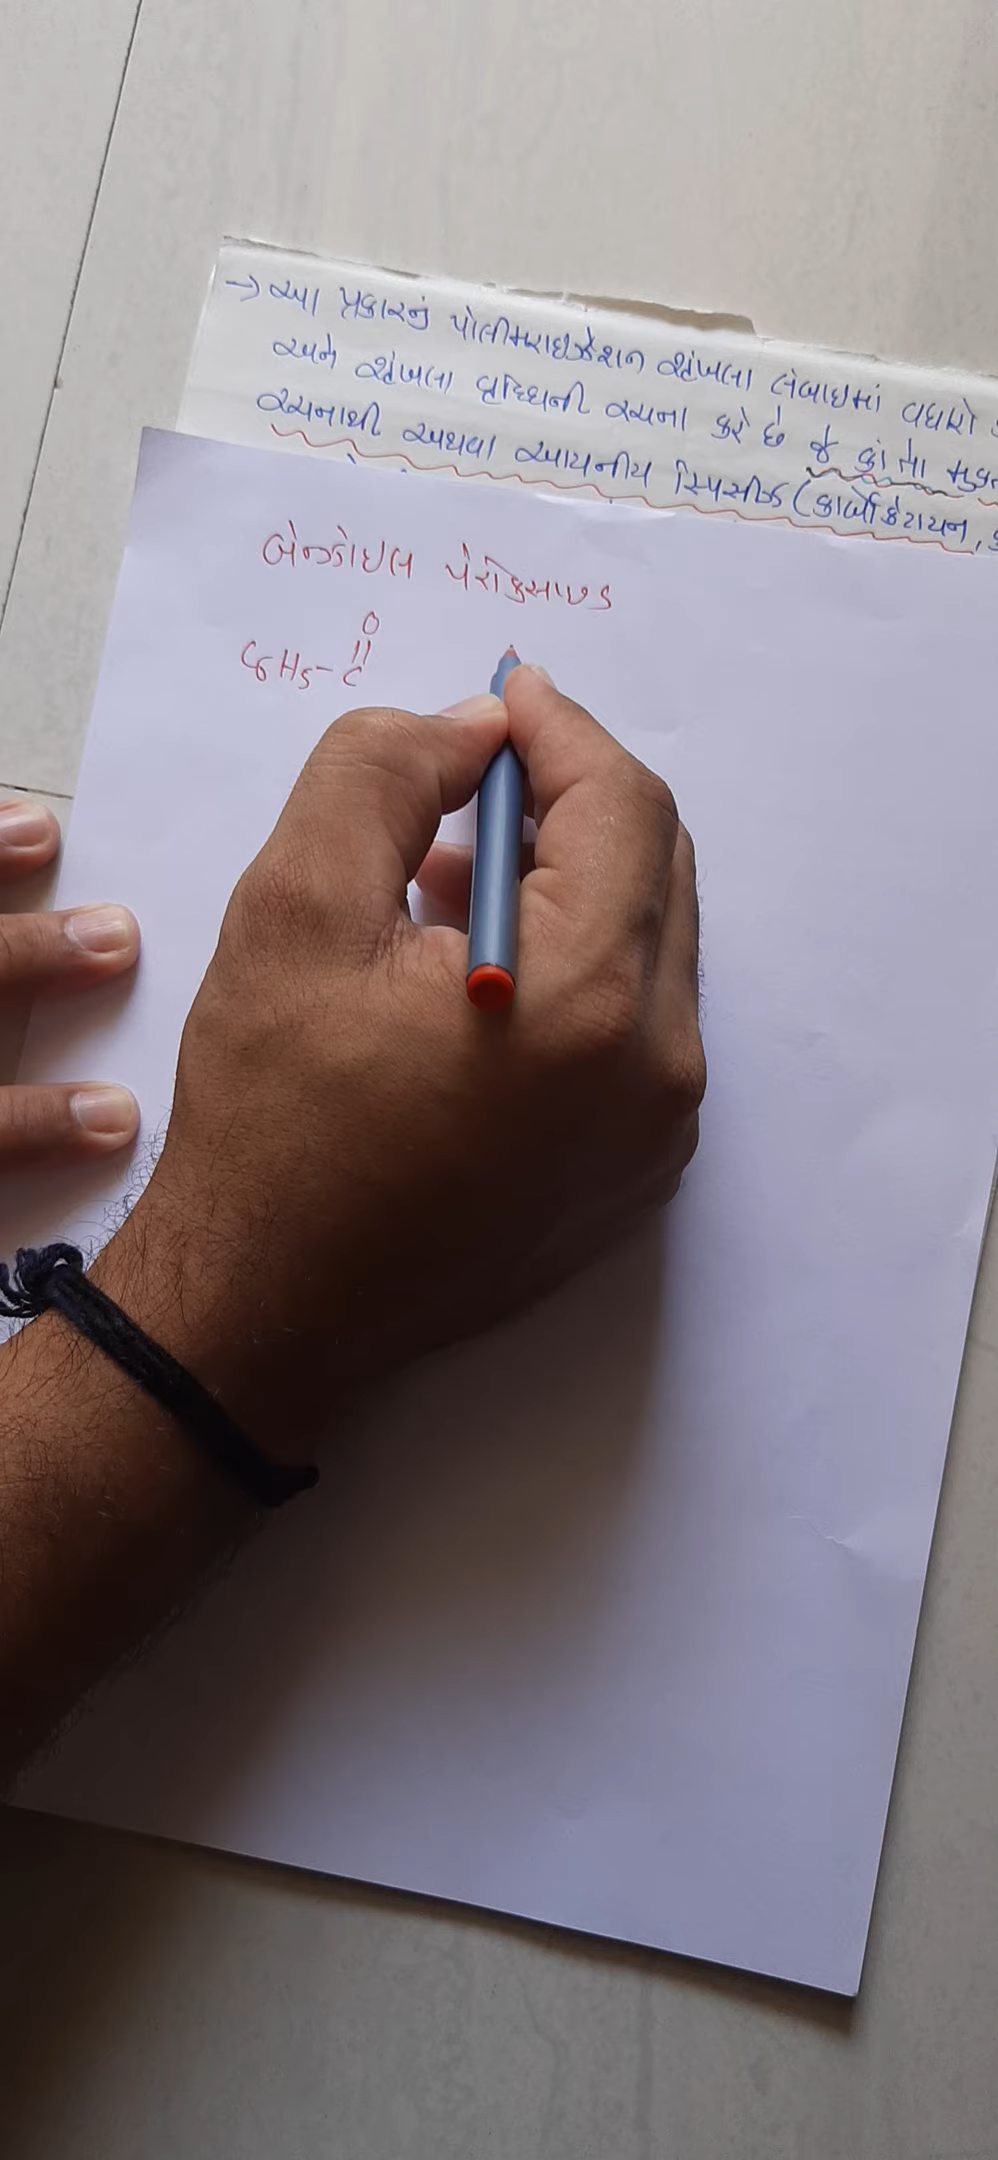 → આ પ્રકારનું પોલીમરાઇઝેશન શૃંખલા લંબાઇમાં વધારો
અને શૃંખલા વૃધ્ધિની રચના કરે છે જે કાં તો મુક્ત
રચનાથી અથવા આયનીય સ્પિસીઝ (કાર્બોકેટાયન,
બેન્ઝોઇલ પેરોક્સાઇડ
O
||
C6H5-C